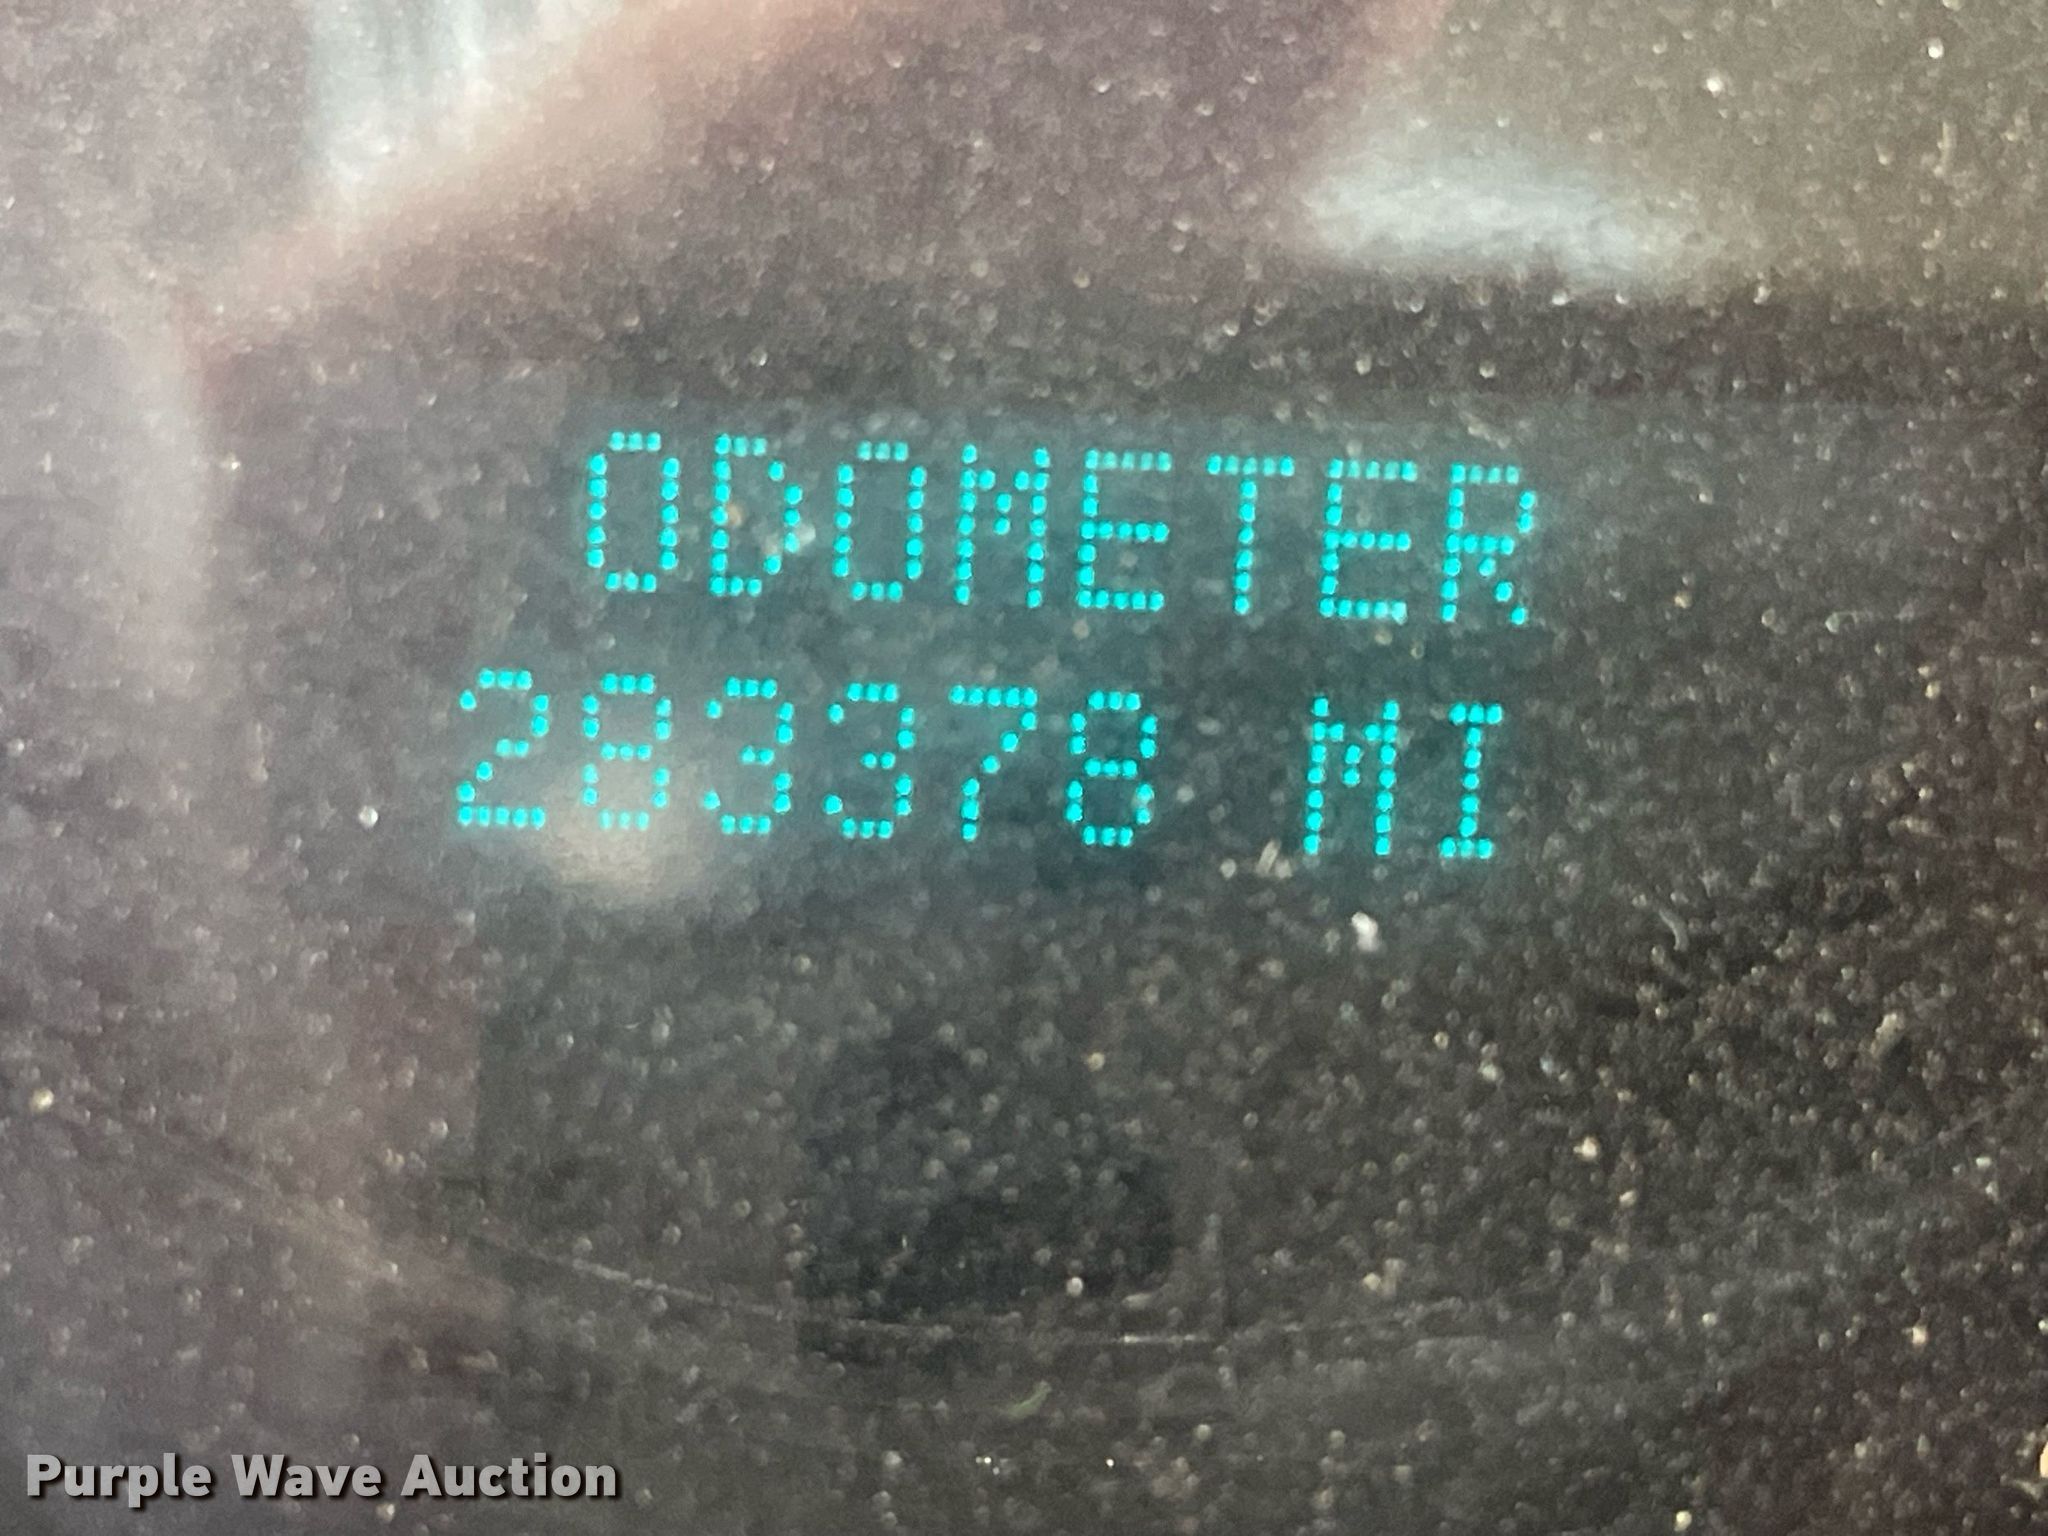 ODOMETER
283378 MI
Purple Wave Auction